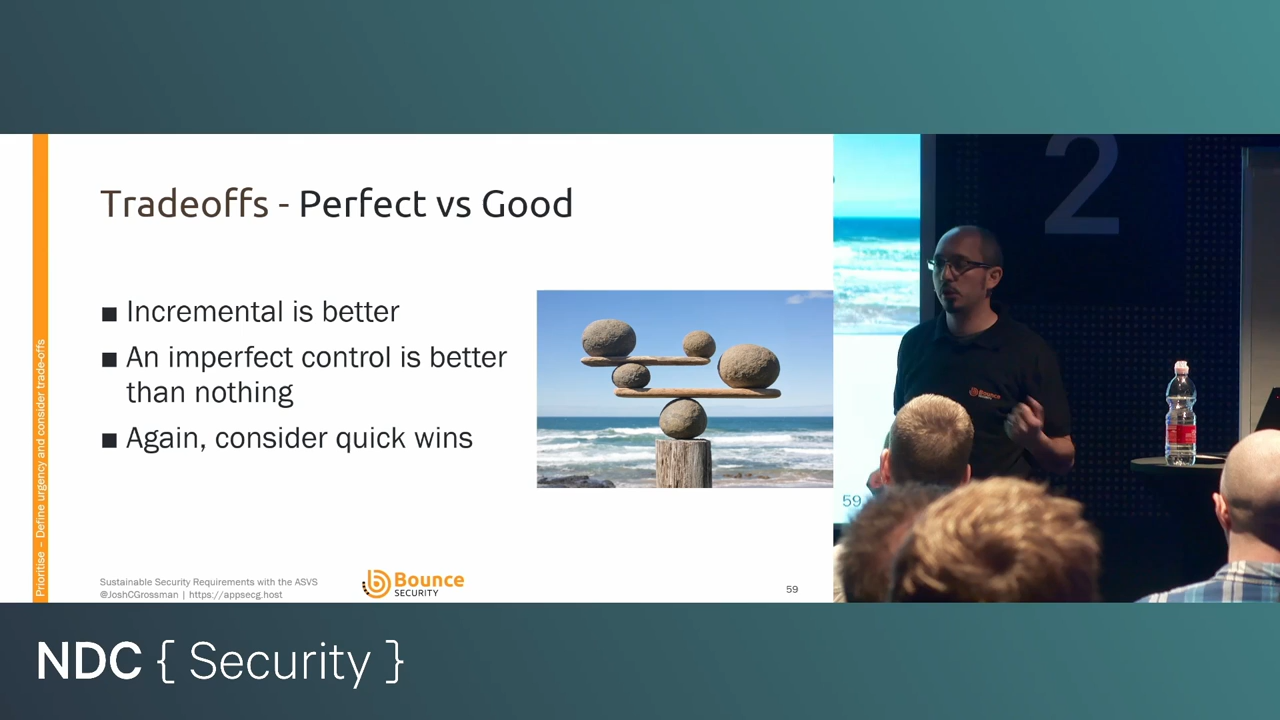 Tradeoffs - Perfect vs Good
■ Incremental is better
■ An imperfect control is better
than nothing
■ Again, consider quick wins
Prioritise – Define urgency and consider trade-offs
Sustainable Security Requirements with the ASVS
@JoshCGrossman | https://appsecg.host
Bounce
SECURITY
59
2
Bounce
59
NDC { Security }